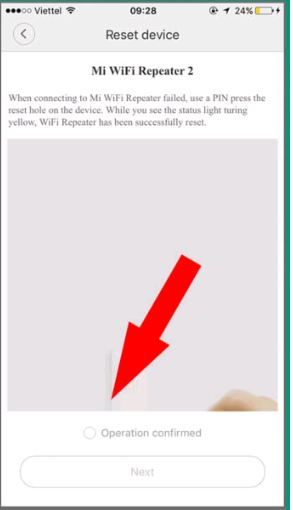 Viettel 09:28 24%
Reset device
Mi WiFi Repeater 2
When connecting to Mi WiFi Repeater failed, use a PIN press the
reset hole on the device. While you see the status light turing
yellow, WiFi Repeater has been successfully reset.
Operation confirmed
Next